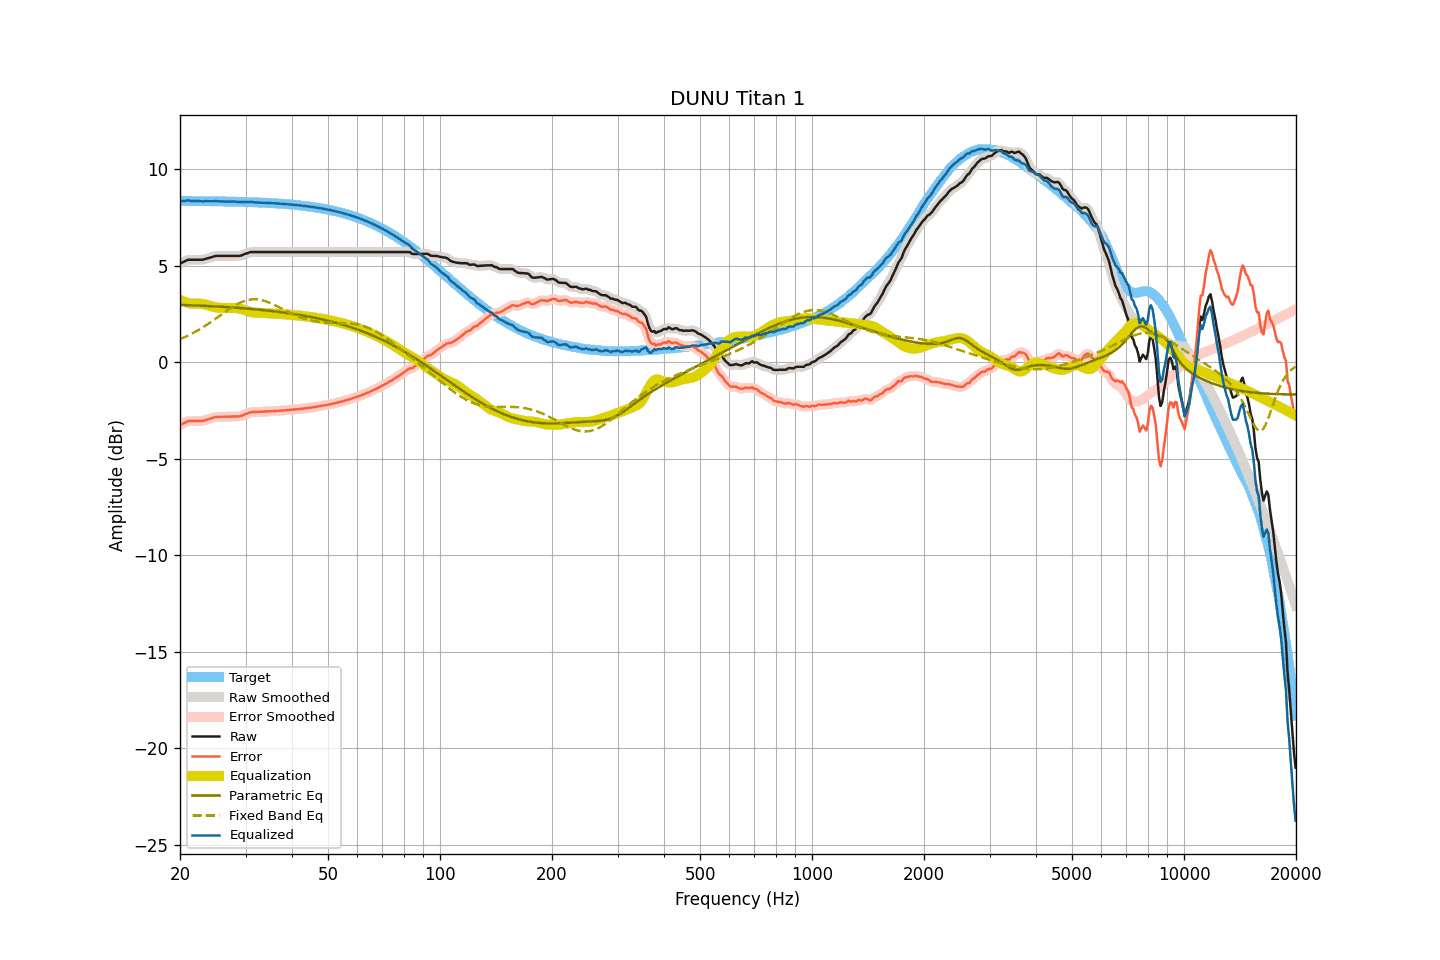 DUNU Titan 1
Amplitude (dBr)
10
5
0
−5
−10
−15
−20
−25
Target
Raw Smoothed
Error Smoothed
Raw
Error
Equalization
Parametric Eq
Fixed Band Eq
Equalized
20 50 100 200 500 1000 2000 5000 10000 20000
Frequency (Hz)